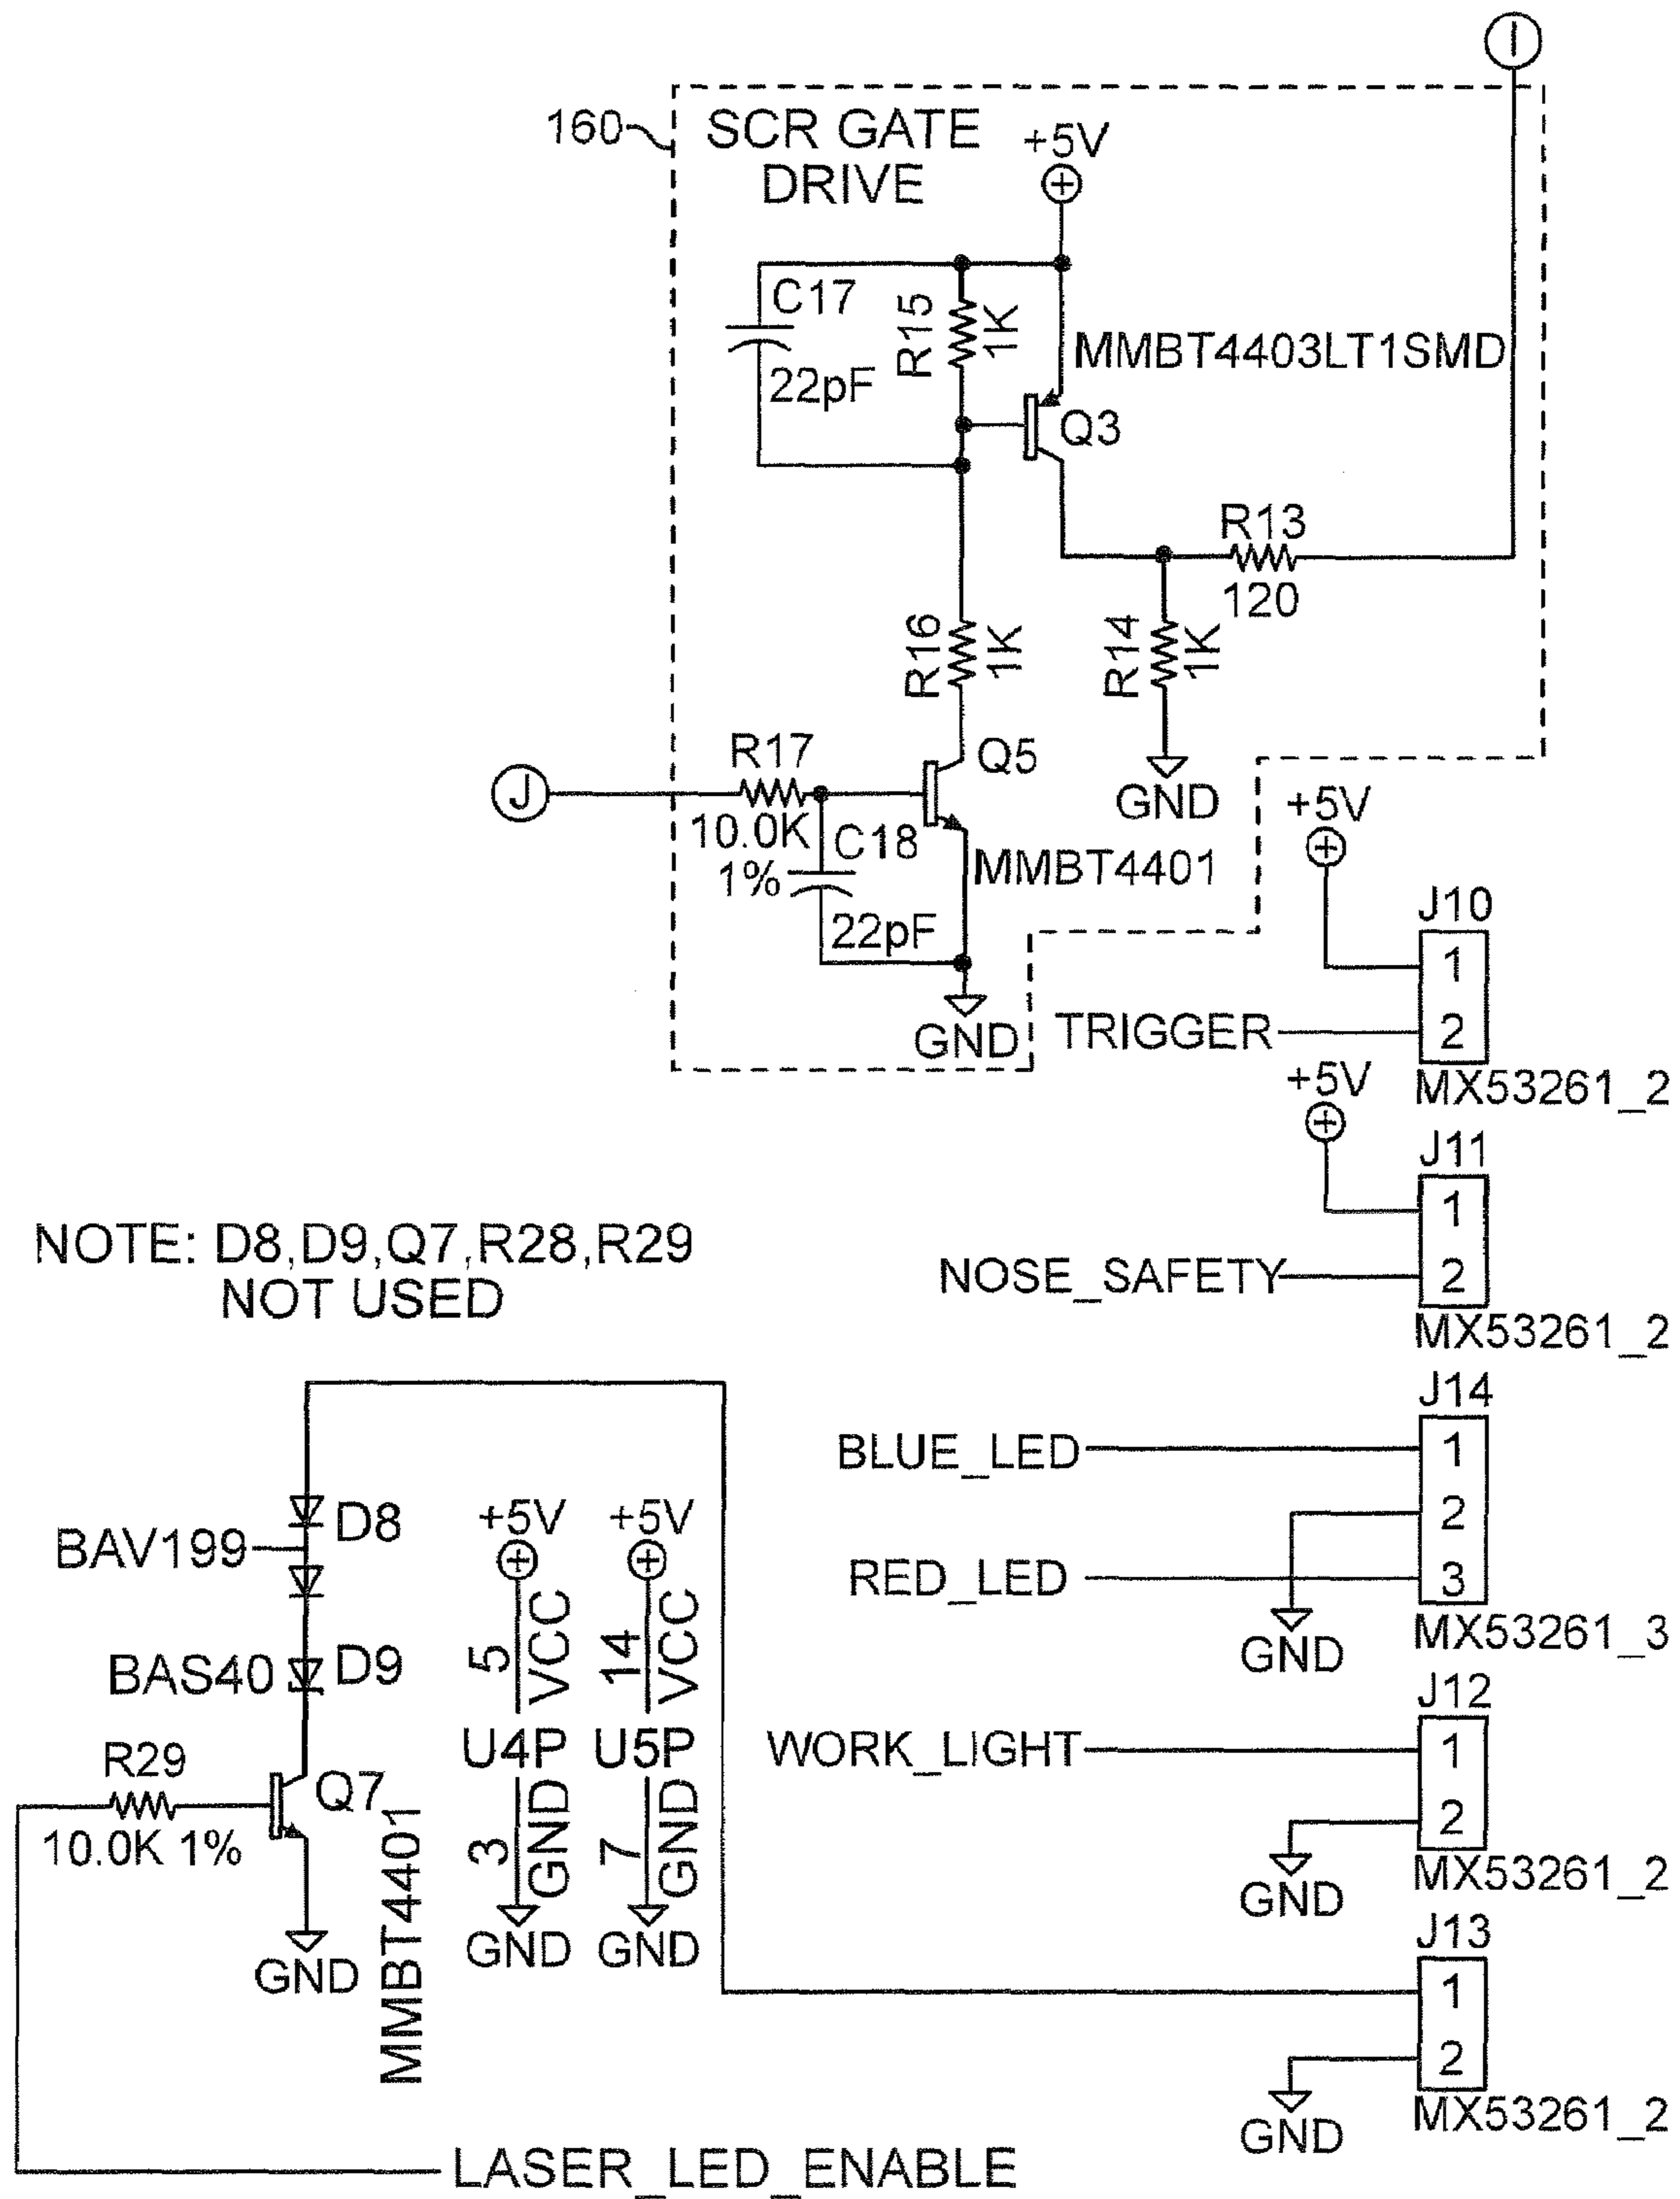 I
160
SCR GATE
DRIVE
+5V
C17
22pF
R15
1K
MMBT4403LT1SMD
Q3
R13
120
R16
1K
R14
1K
GND
J
R17
10.0K
1%
Q5
C18
22pF
MMBT4401
GND
+5V
J10
1
TRIGGER
2
MX53261_2
+5V
J11
1
NOSE_SAFETY
2
MX53261_2
NOTE: D8,D9,Q7,R28,R29
NOT USED
J14
BLUE_LED
1
2
RED_LED
3
GND
MX53261_3
BAV199
D8
BAS40
D9
+5V
5
VCC
U4P
3
GND
GND
+5V
14
VCC
U5P
7
GND
GND
R29
10.0K 1%
Q7
MMBT4401
GND
J12
WORK_LIGHT
1
2
GND
MX53261_2
J13
1
2
GND
MX53261_2
LASER_LED_ENABLE